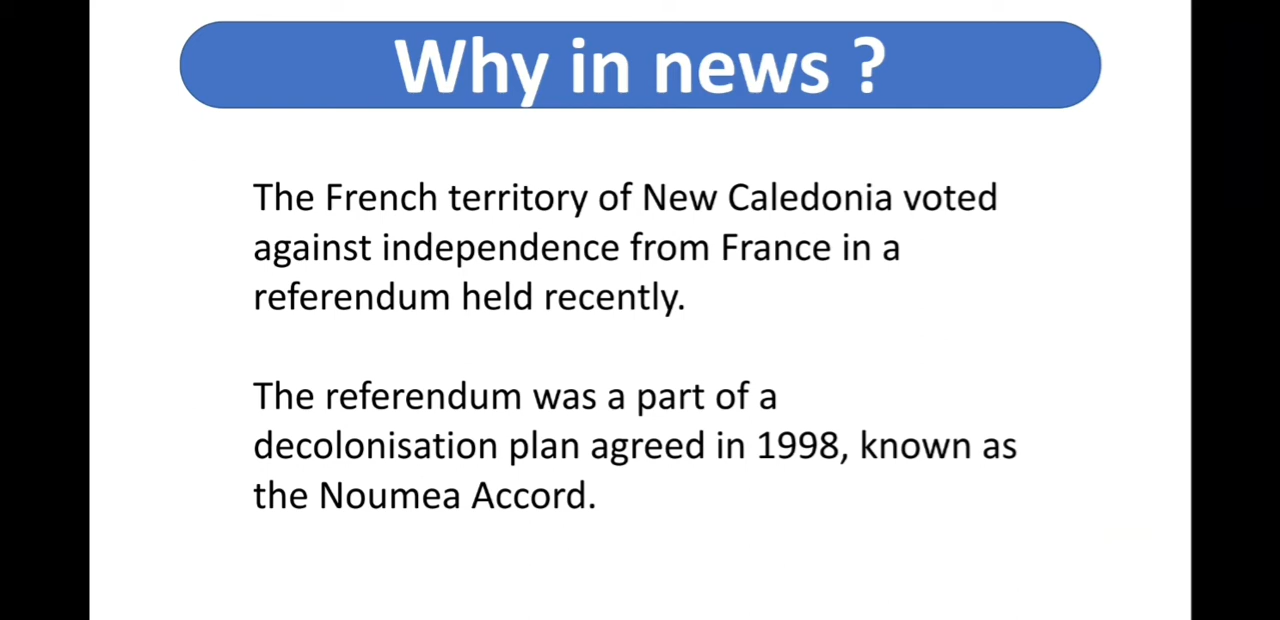 Why in news ?
The French territory of New Caledonia voted
against independence from France in a
referendum held recently.
The referendum was a part of a
decolonisation plan agreed in 1998, known as
the Noumea Accord.